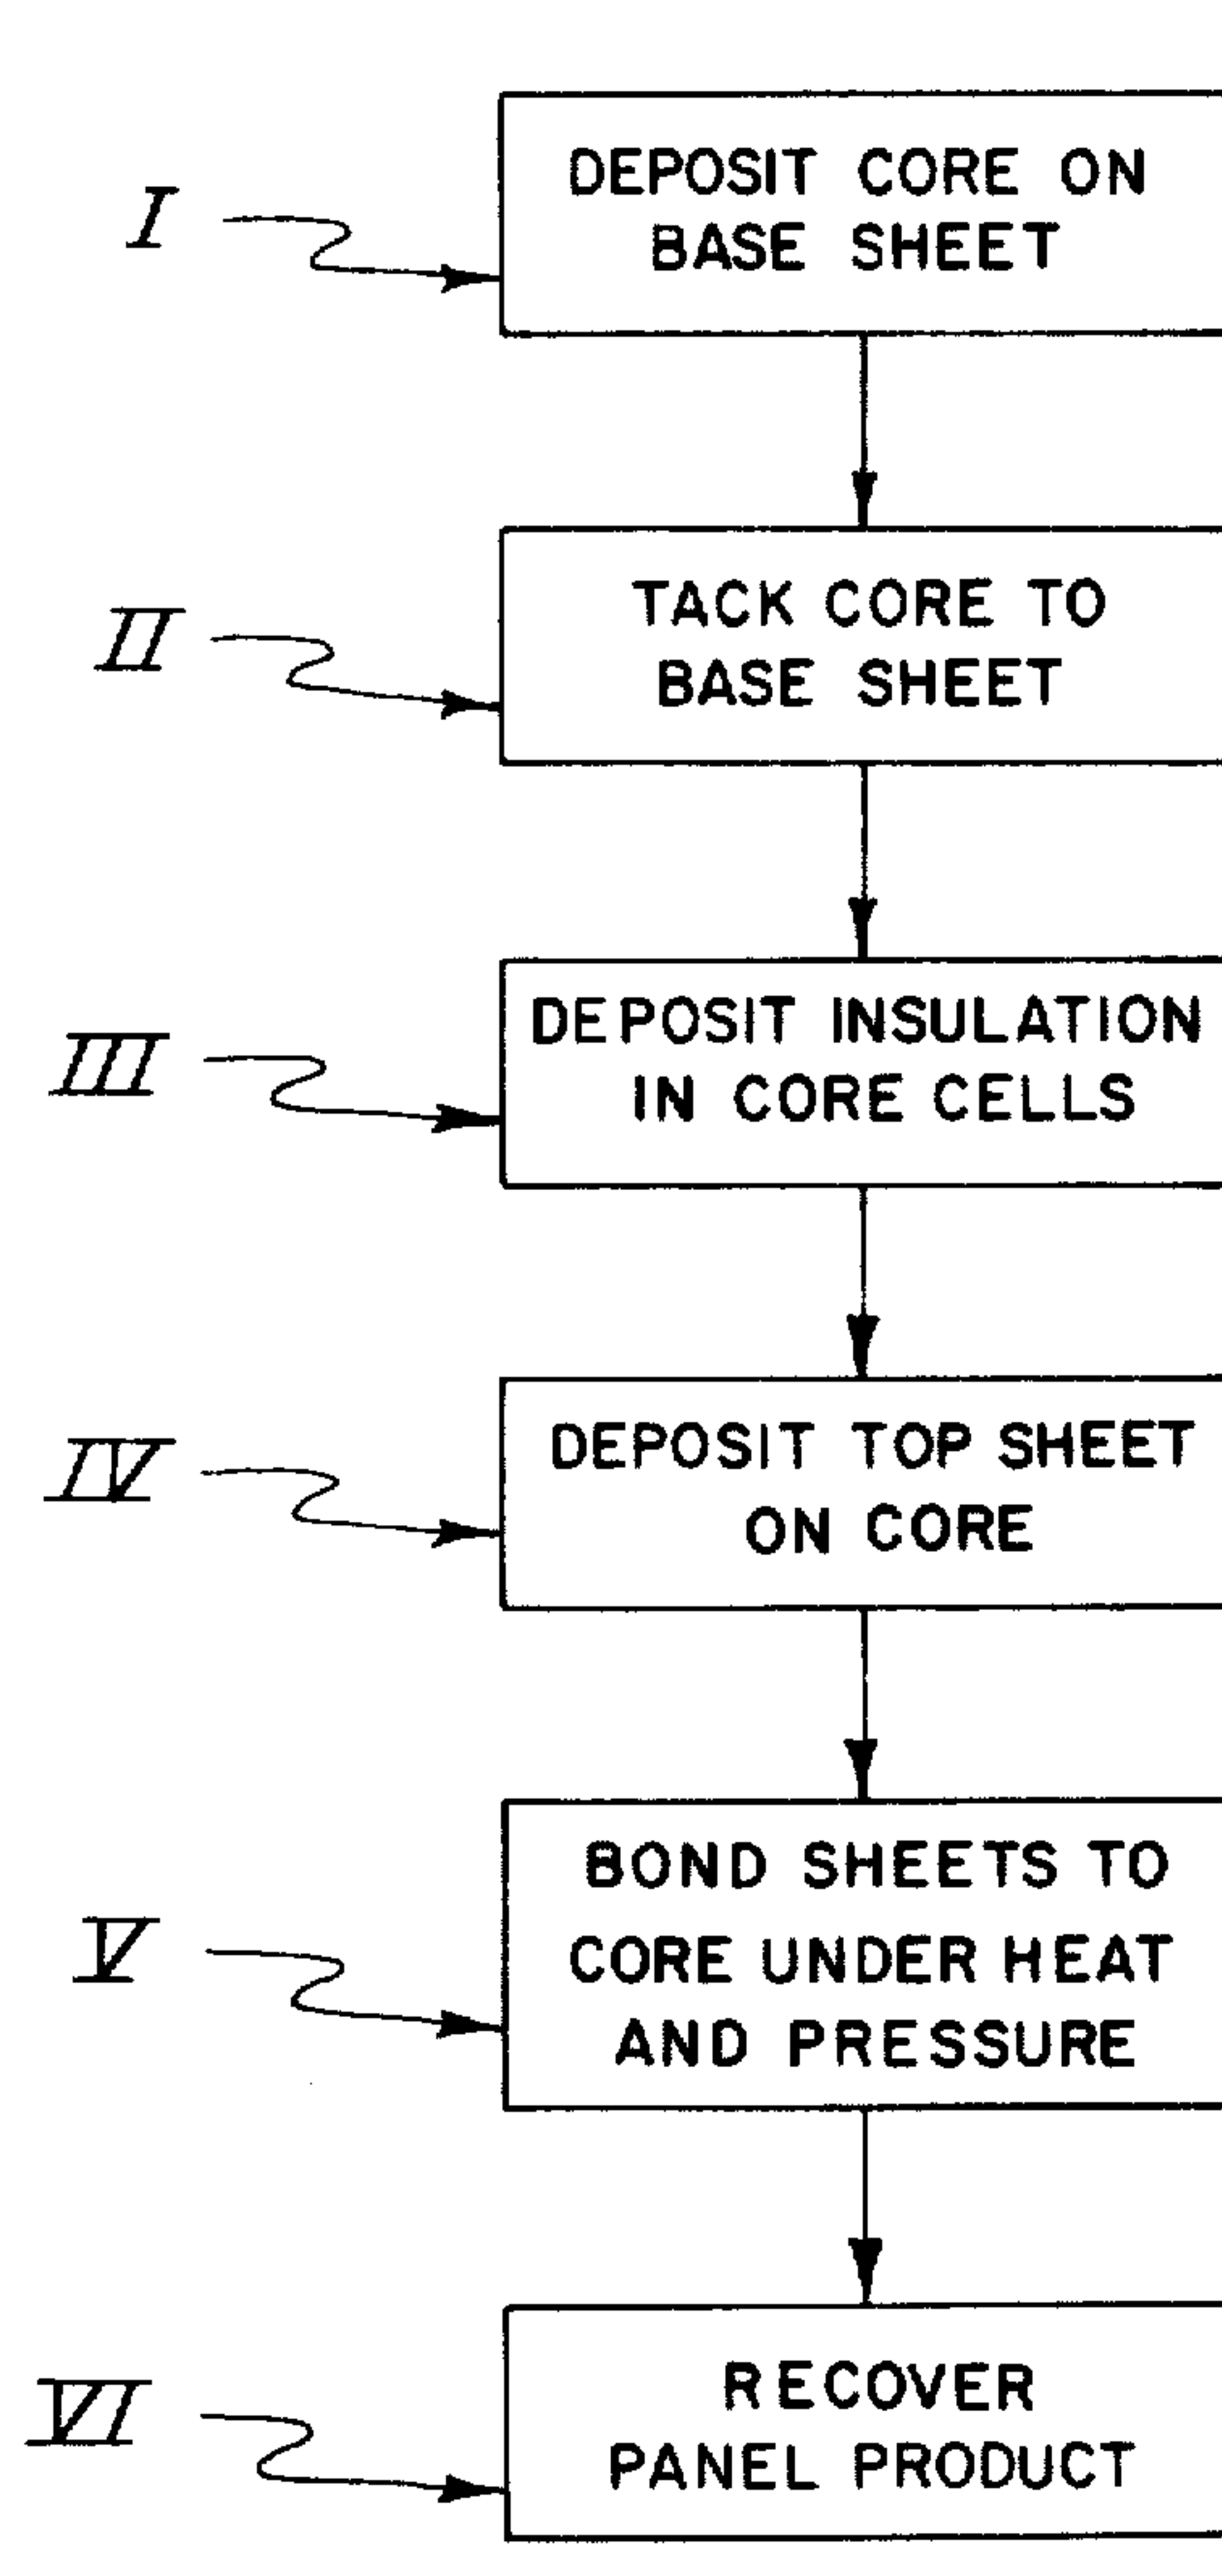 I
DEPOSIT CORE ON
BASE SHEET
II
TACK CORE TO
BASE SHEET
III
DEPOSIT INSULATION
IN CORE CELLS
IV
DEPOSIT TOP SHEET
ON CORE
V
BOND SHEETS TO
CORE UNDER HEAT
AND PRESSURE
VI
RECOVER
PANEL PRODUCT